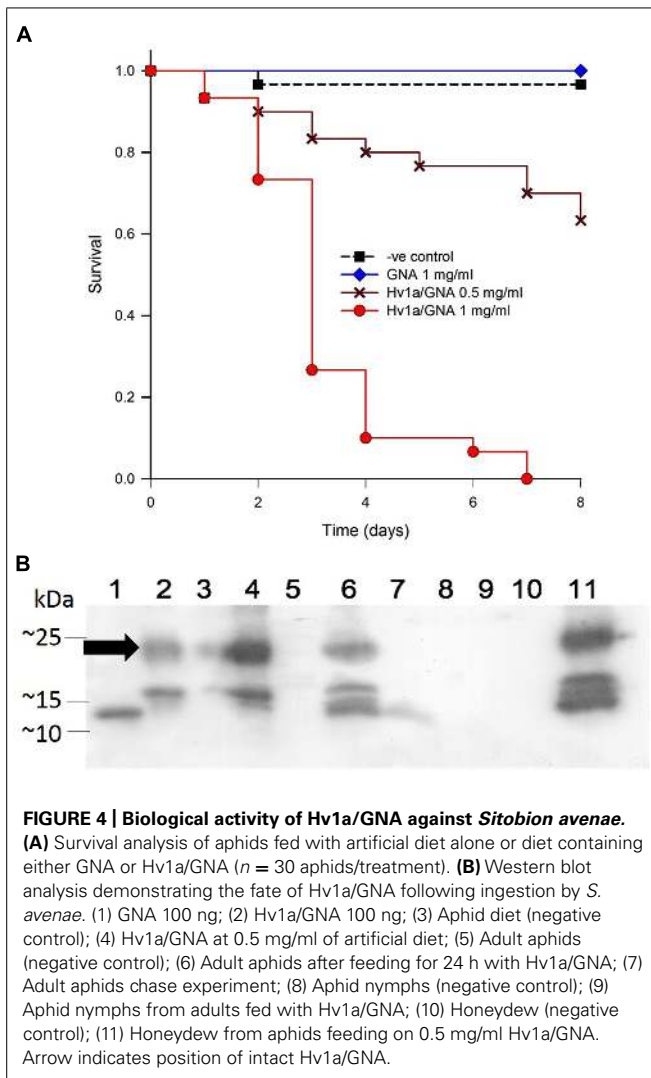 A
1.0
0.8
0.6
0.4
0.2
0.0
Survival
-ve control
GNA 1 mg/ml
Hv1a/GNA 0.5 mg/ml
Hv1a/GNA 1 mg/ml
0 2 4 6 8
Time (days)
B
kDa 1 2 3 4 5 6 7 8 9 10 11
~25
~15
~10
FIGURE 4 | Biological activity of Hv1a/GNA against Sitobion avenae.
(A) Survival analysis of aphids fed with artificial diet alone or diet containing
either GNA or Hv1a/GNA (n = 30 aphids/treatment). (B) Western blot
analysis demonstrating the fate of Hv1a/GNA following ingestion by S.
avenae. (1) GNA 100 ng; (2) Hv1a/GNA 100 ng; (3) Aphid diet (negative
control); (4) Hv1a/GNA at 0.5 mg/ml of artificial diet; (5) Adult aphids
(negative control); (6) Adult aphids after feeding for 24 h with Hv1a/GNA; (7)
Adult aphids chase experiment; (8) Aphid nymphs (negative control); (9)
Aphid nymphs from adults fed with Hv1a/GNA; (10) Honeydew (negative
control); (11) Honeydew from aphids feeding on 0.5 mg/ml Hv1a/GNA.
Arrow indicates position of intact Hv1a/GNA.